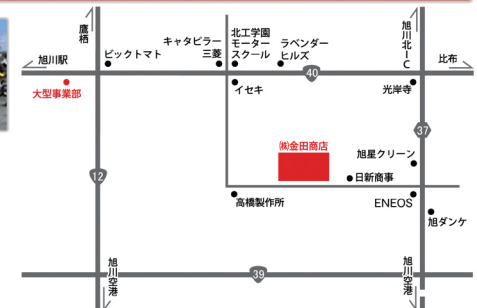 鷹栖
旭川駅
ビックトマト
キャタピラー
三菱
北工学園
モーター
スクール
ラベンダー
ヒルズ
旭川北IC
比布
大型事業部
イセキ
40
光岸寺
37
㈱金田商店
旭星クリーン
日新商事
12
高橋製作所
ENEOS
旭ダンケ
旭川空港
39
旭川空港